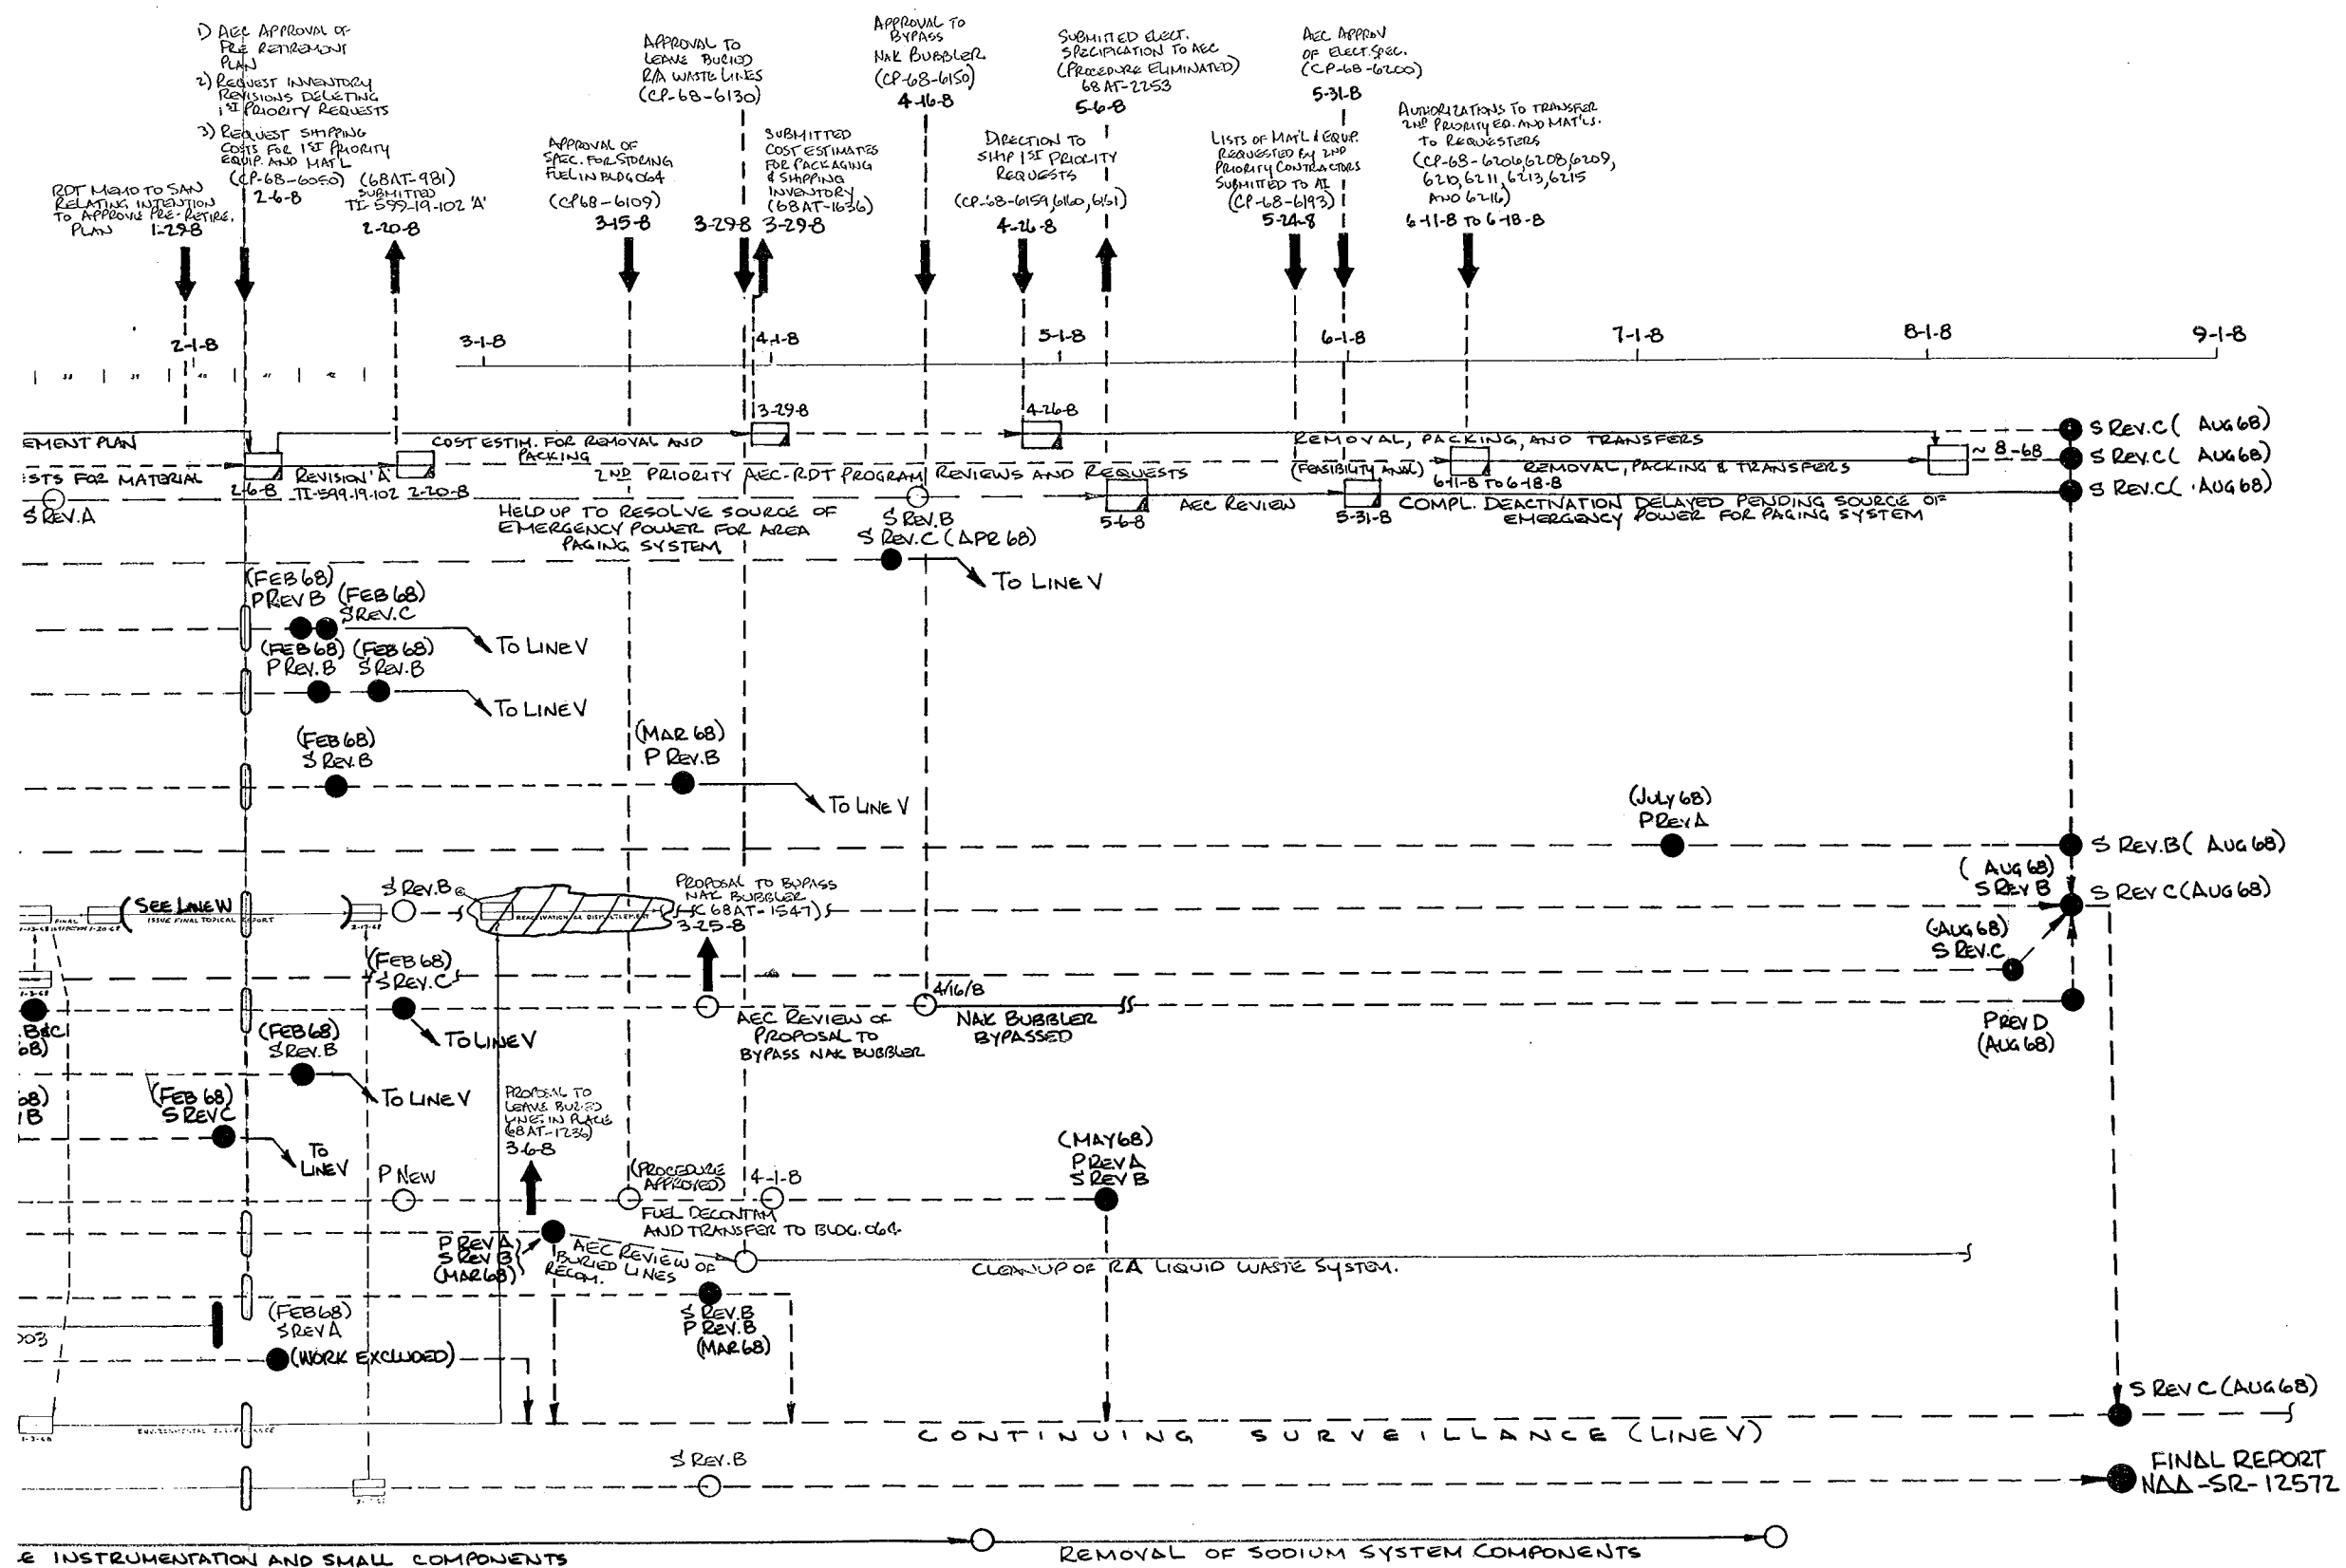 1) AEC APPROVAL OF
PRE RETIREMENT
PLAN
2) REQUEST INVENTORY
REVISIONS DELETING
1ST PRIORITY REQUESTS
3) REQUEST SHIPPING
COSTS FOR 1ST PRIORITY
EQUIP. AND MAT'L
(CP-68-6050)
2-6-8
(68AT-981)
SUBMITTED
TI-599-19-102 'A'
2-20-8
RDT MEMO TO SAN
RELATING INTENTION
TO APPROVE PRE-RETIRE.
PLAN 1-29-8
APPROVAL OF
SPEC. FOR STORING
FUEL IN BLDG 064
(CP68-6109)
3-15-8
APPROVAL TO
LEAVE BURIED
R/A WASTE LINES
(CP-68-6130)
3-29-8
SUBMITTED
COST ESTIMATES
FOR PACKAGING
& SHIPPING
INVENTORY
(68AT-1636)
3-29-8
APPROVAL TO
BYPASS
NAK BUBBLER
(CP-68-6150)
4-16-8
DIRECTION TO
SHIP 1ST PRIORITY
REQUESTS
(CP-68-6159,6160,6161)
4-26-8
SUBMITTED ELECT.
SPECIFICATION TO AEC
(PROCEDURE ELIMINATED)
68AT-2253
5-6-8
LISTS OF MAT'L & EQUIP.
REQUESTED BY 2ND
PRIORITY CONTRACTORS
SUBMITTED TO AI
(CP-68-6193)
5-24-8
AEC APPROV
OF ELECT. SPEC.
(CP-68-6200)
5-31-8
AUTHORIZATIONS TO TRANSFER
2ND PRIORITY EQ. AND MAT'LS.
TO REQUESTERS
(CP-68-6206,6208,6209,
6210,6211,6213,6215
AND 6216)
6-11-8 TO 6-18-8
2-1-8
3-1-8
4-1-8
5-1-8
6-1-8
7-1-8
8-1-8
9-1-8
38 39 40 41 42
3-29-8
4-26-8
EMENT PLAN
COST ESTIM. FOR REMOVAL AND
PACKING
REMOVAL, PACKING, AND TRANSFERS
S REV. C ( AUG 68)
STS FOR MATERIAL
2-6-8
REVISION 'A'
TI-599-19-102
2-20-8
2ND PRIORITY AEC-RDT PROGRAM REVIEWS AND REQUESTS
(FEASIBILITY ANAL)
6-11-8 TO 6-18-8
REMOVAL, PACKING & TRANSFERS
~ 8-68
S REV. C ( AUG 68)
S REV. A
HELD UP TO RESOLVE SOURCE OF
EMERGENCY POWER FOR AREA
PAGING SYSTEM
S REV. B
5-6-8
AEC REVIEW
5-31-8
COMPL. DEACTIVATION DELAYED PENDING SOURCE OF
EMERGENCY POWER FOR PAGING SYSTEM
S REV. C ( AUG 68)
S REV. C (APR 68)
TO LINE V
(FEB 68)
P REV B
(FEB 68)
S REV. C
TO LINE V
(FEB 68)
P REV. B
(FEB 68)
S REV. B
TO LINE V
(FEB 68)
S REV. B
(MAR 68)
P REV. B
TO LINE V
(JULY 68)
P REV A
S REV. B ( AUG 68)
(SEE LINE W)
FINAL
ISSUE FINAL TOPICAL REPORT
S REV. B
PROPOSAL TO BYPASS
NAK BUBBLER
(68AT-1547)
3-25-8
( AUG 68)
S REV B
S REV C (AUG 68)
(AUG 68)
S REV. C
(FEB 68)
S REV. C
TO LINE V
AEC REVIEW OF
PROPOSAL TO
BYPASS NAK BUBBLER
4/16/8
NAK BUBBLER
BYPASSED
P REV D
(AUG 68)
. B&C
68)
(FEB 68)
S REV. B
TO LINE V
68)
B
(FEB 68)
S REV C
TO
LINE V
PROPOSAL TO
LEAVE BURIED
LINES IN PLACE
(68AT-1236)
3-6-8
P NEW
(PROCEDURE
APPROVED)
4-1-8
FUEL DECONTAM
AND TRANSFER TO BLDG. 064
(MAY 68)
P REV A
S REV B
P REV A
S REV B
(MAR 68)
AEC REVIEW OF
BURIED LINES
RECOM.
CLEANUP OF RA LIQUID WASTE SYSTEM.
S REV. B
P REV. B
(MAR 68)
003
(FEB 68)
S REV A
(WORK EXCLUDED)
1-3-68
ENVIRONMENTAL SURVEILLANCE
CONTINUING SURVEILLANCE (LINE V)
S REV C (AUG 68)
S REV. B
FINAL REPORT
NAA-SR-12572
E INSTRUMENTATION AND SMALL COMPONENTS
REMOVAL OF SODIUM SYSTEM COMPONENTS